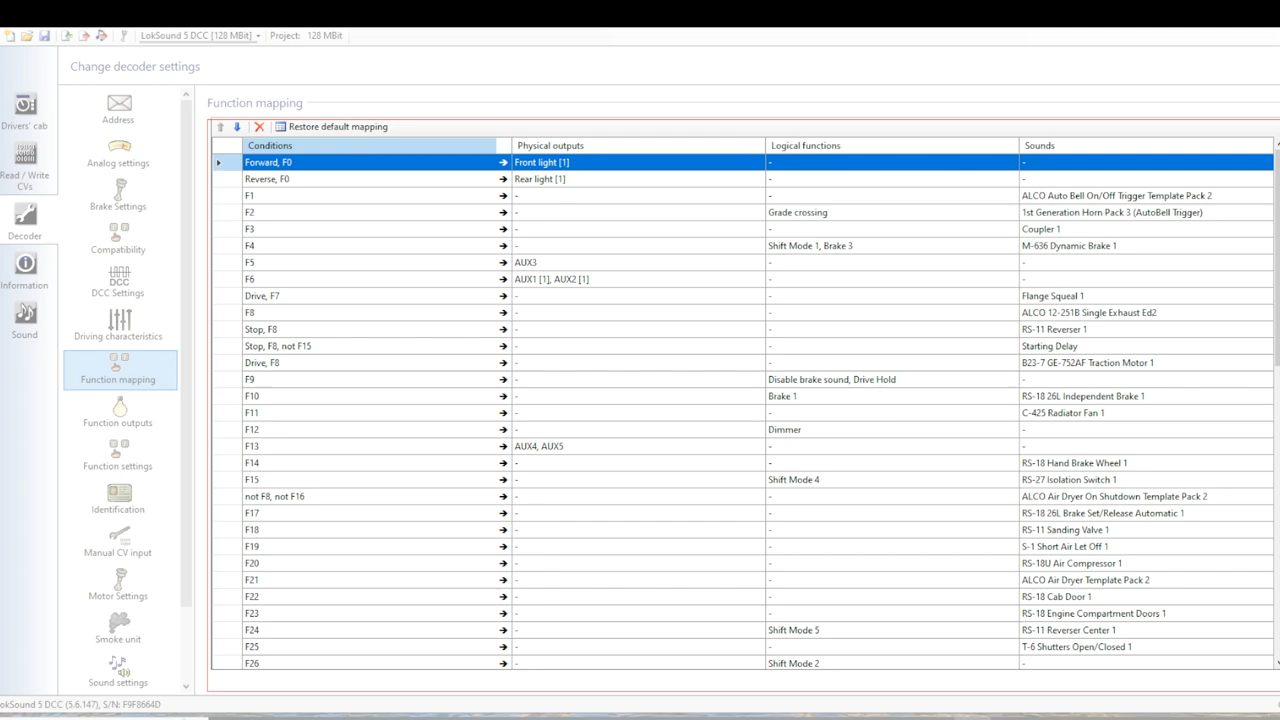 LokSound 5 DCC [128 MBit] Project: 128 MBit
Change decoder settings
Drivers' cab
Read / Write
CVs
Decoder
Information
Sound
Address
Analog settings
Brake Settings
Compatibility
DCC
DCC Settings
Driving characteristics
Function mapping
Function outputs
Function settings
Identification
Manual CV input
Motor Settings
Smoke unit
Sound settings
Function mapping
Restore default mapping
Conditions Physical outputs Logical functions Sounds
Forward, F0 ➔ Front light [1] - -
Reverse, F0 ➔ Rear light [1] - -
F1 ➔ - - ALCO Auto Bell On/Off Trigger Template Pack 2
F2 ➔ - Grade crossing 1st Generation Horn Pack 3 (AutoBell Trigger)
F3 ➔ - - Coupler 1
F4 ➔ - Shift Mode 1, Brake 3 M-636 Dynamic Brake 1
F5 ➔ AUX3 - -
F6 ➔ AUX1 [1], AUX2 [1] - -
Drive, F7 ➔ - - Flange Squeal 1
F8 ➔ - - ALCO 12-251B Single Exhaust Ed2
Stop, F8 ➔ - - RS-11 Reverser 1
Stop, F8, not F15 ➔ - - Starting Delay
Drive, F8 ➔ - - B23-7 GE-752AF Traction Motor 1
F9 ➔ - Disable brake sound, Drive Hold -
F10 ➔ - Brake 1 RS-18 26L Independent Brake 1
F11 ➔ - - C-425 Radiator Fan 1
F12 ➔ - Dimmer -
F13 ➔ AUX4, AUX5 - -
F14 ➔ - - RS-18 Hand Brake Wheel 1
F15 ➔ - Shift Mode 4 RS-27 Isolation Switch 1
not F8, not F16 ➔ - - ALCO Air Dryer On Shutdown Template Pack 2
F17 ➔ - - RS-18 26L Brake Set/Release Automatic 1
F18 ➔ - - RS-11 Sanding Valve 1
F19 ➔ - - S-1 Short Air Let Off 1
F20 ➔ - - RS-18U Air Compressor 1
F21 ➔ - - ALCO Air Dryer Template Pack 2
F22 ➔ - - RS-18 Cab Door 1
F23 ➔ - - RS-18 Engine Compartment Doors 1
F24 ➔ - Shift Mode 5 RS-11 Reverser Center 1
F25 ➔ - - T-6 Shutters Open/Closed 1
F26 ➔ - Shift Mode 2 -
okSound 5 DCC (5.6.147), S/N: F9F8664D